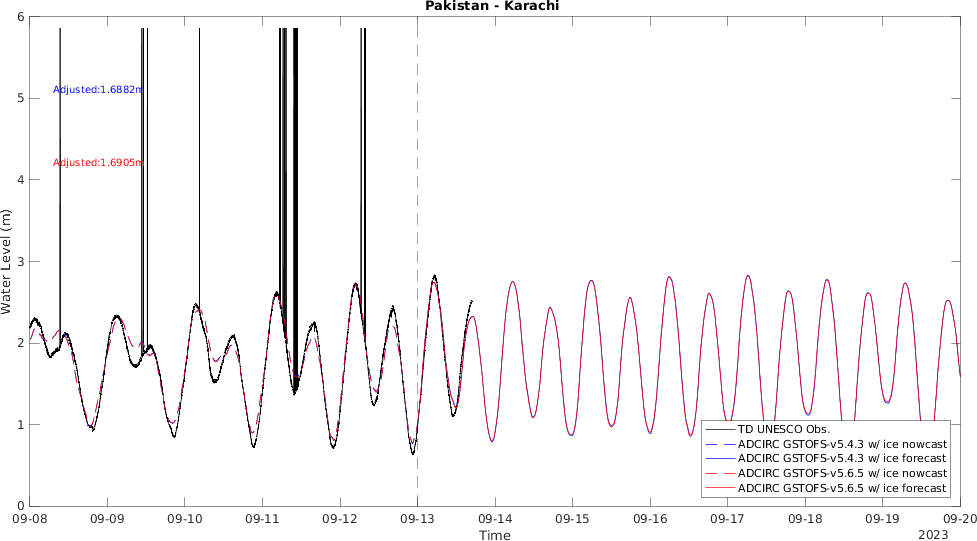 Pakistan - Karachi
6
5
4
3
2
1
0
Water Level (m)
Adjusted:1.6882m
Adjusted:1.6905m
TD UNESCO Obs.
ADCIRC GSTOFS-v5.4.3 w/ ice nowcast
ADCIRC GSTOFS-v5.4.3 w/ ice forecast
ADCIRC GSTOFS-v5.6.5 w/ ice nowcast
ADCIRC GSTOFS-v5.6.5 w/ ice forecast
09-08 09-09 09-10 09-11 09-12 09-13 09-14 09-15 09-16 09-17 09-18 09-19 09-20
Time
2023